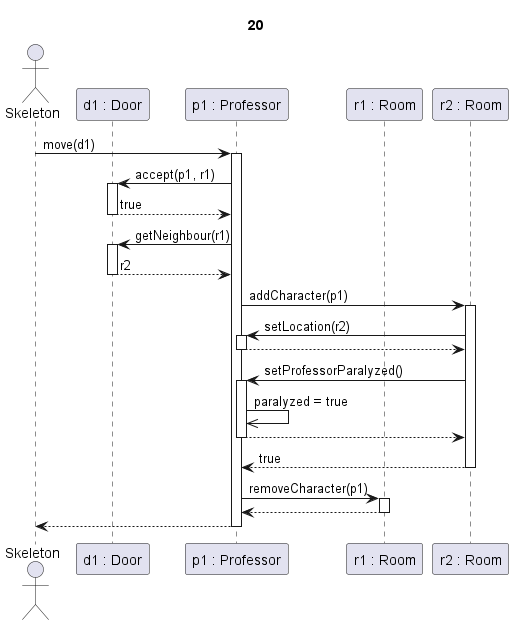 20
Skeleton
d1 : Door
p1 : Professor
r1 : Room
r2 : Room
move(d1)
accept(p1, r1)
true
getNeighbour(r1)
r2
addCharacter(p1)
setLocation(r2)
setProfessorParalyzed()
paralyzed = true
true
removeCharacter(p1)
Skeleton
d1 : Door
p1 : Professor
r1 : Room
r2 : Room